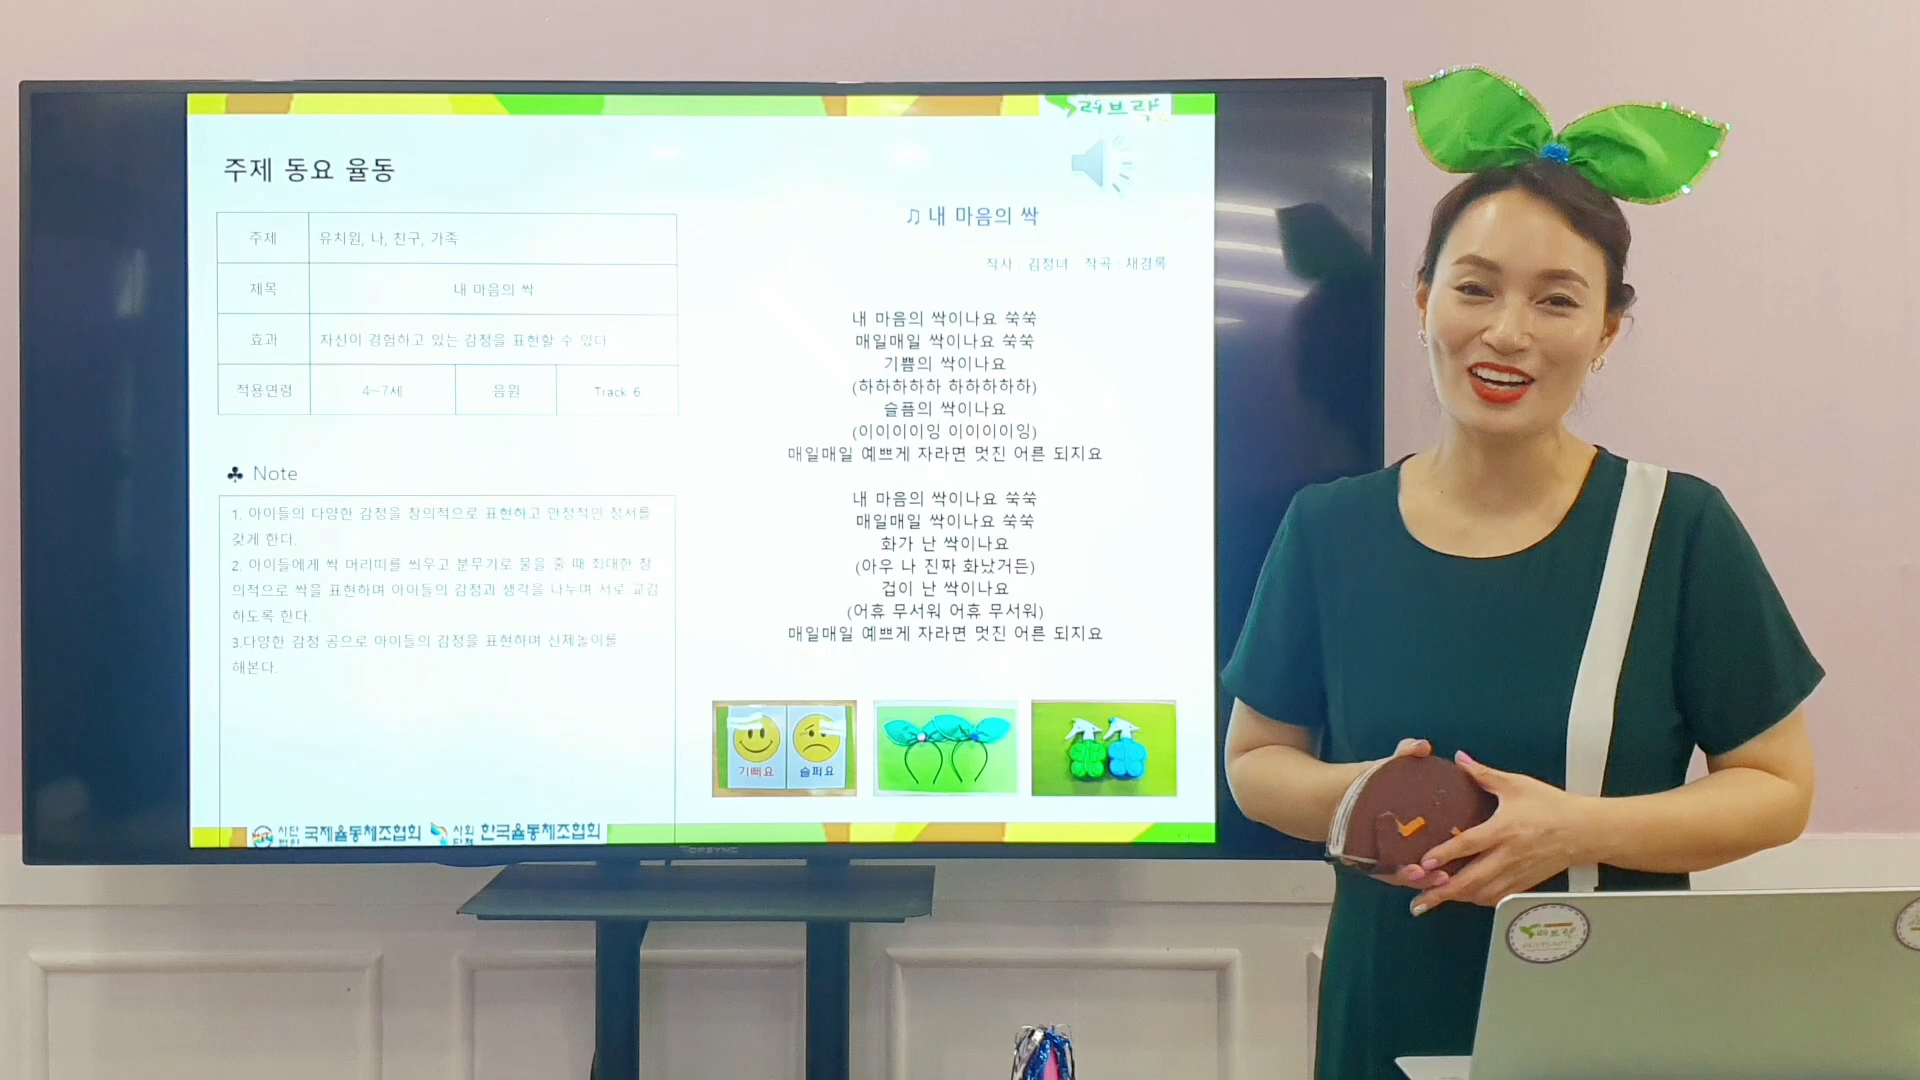 러브락
주제 동요 율동
주제 유치원, 나, 친구, 가족
제목 내 마음의 싹
효과 자신이 경험하고 있는 감정을 표현할 수 있다
적용연령 4~7세 음원 Track 6
♣ Note
1. 아이들의 다양한 감정을 창의적으로 표현하고 안정적인 정서를
갖게 한다.
2. 아이들에게 싹 머리띠를 씌우고 분무기로 물을 줄 때 최대한 창
의적으로 싹을 표현하며 아이들의 감정과 생각을 나누며 서로 교감
하도록 한다.
3.다양한 감정 공으로 아이들의 감정을 표현하며 신체놀이를
해본다.
♫ 내 마음의 싹
작사 : 김정녀 작곡 : 채경록
내 마음의 싹이나요 쑥쑥
매일매일 싹이나요 쑥쑥
기쁨의 싹이나요
(하하하하하 하하하하하)
슬픔의 싹이나요
(이이이이잉 이이이이잉)
매일매일 예쁘게 자라면 멋진 어른 되지요
내 마음의 싹이나요 쑥쑥
매일매일 싹이나요 쑥쑥
화가 난 싹이나요
(아우 나 진짜 화났거든)
겁이 난 싹이나요
(어휴 무서워 어휴 무서워)
매일매일 예쁘게 자라면 멋진 어른 되지요
기뻐요 슬퍼요
사단법인 국제율동체조협회 사회단체 한국율동체조협회
러브락